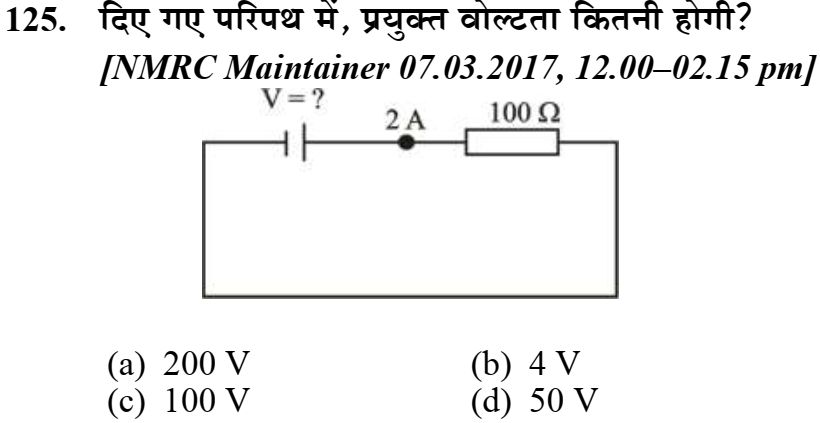 125. दिए गए परिपथ में, प्रयुक्त वोल्टता कितनी होगी?
[NMRC Maintainer 07.03.2017, 12.00–02.15 pm]
V = ?
2 A
100 Ω
(a) 200 V (b) 4 V
(c) 100 V (d) 50 V